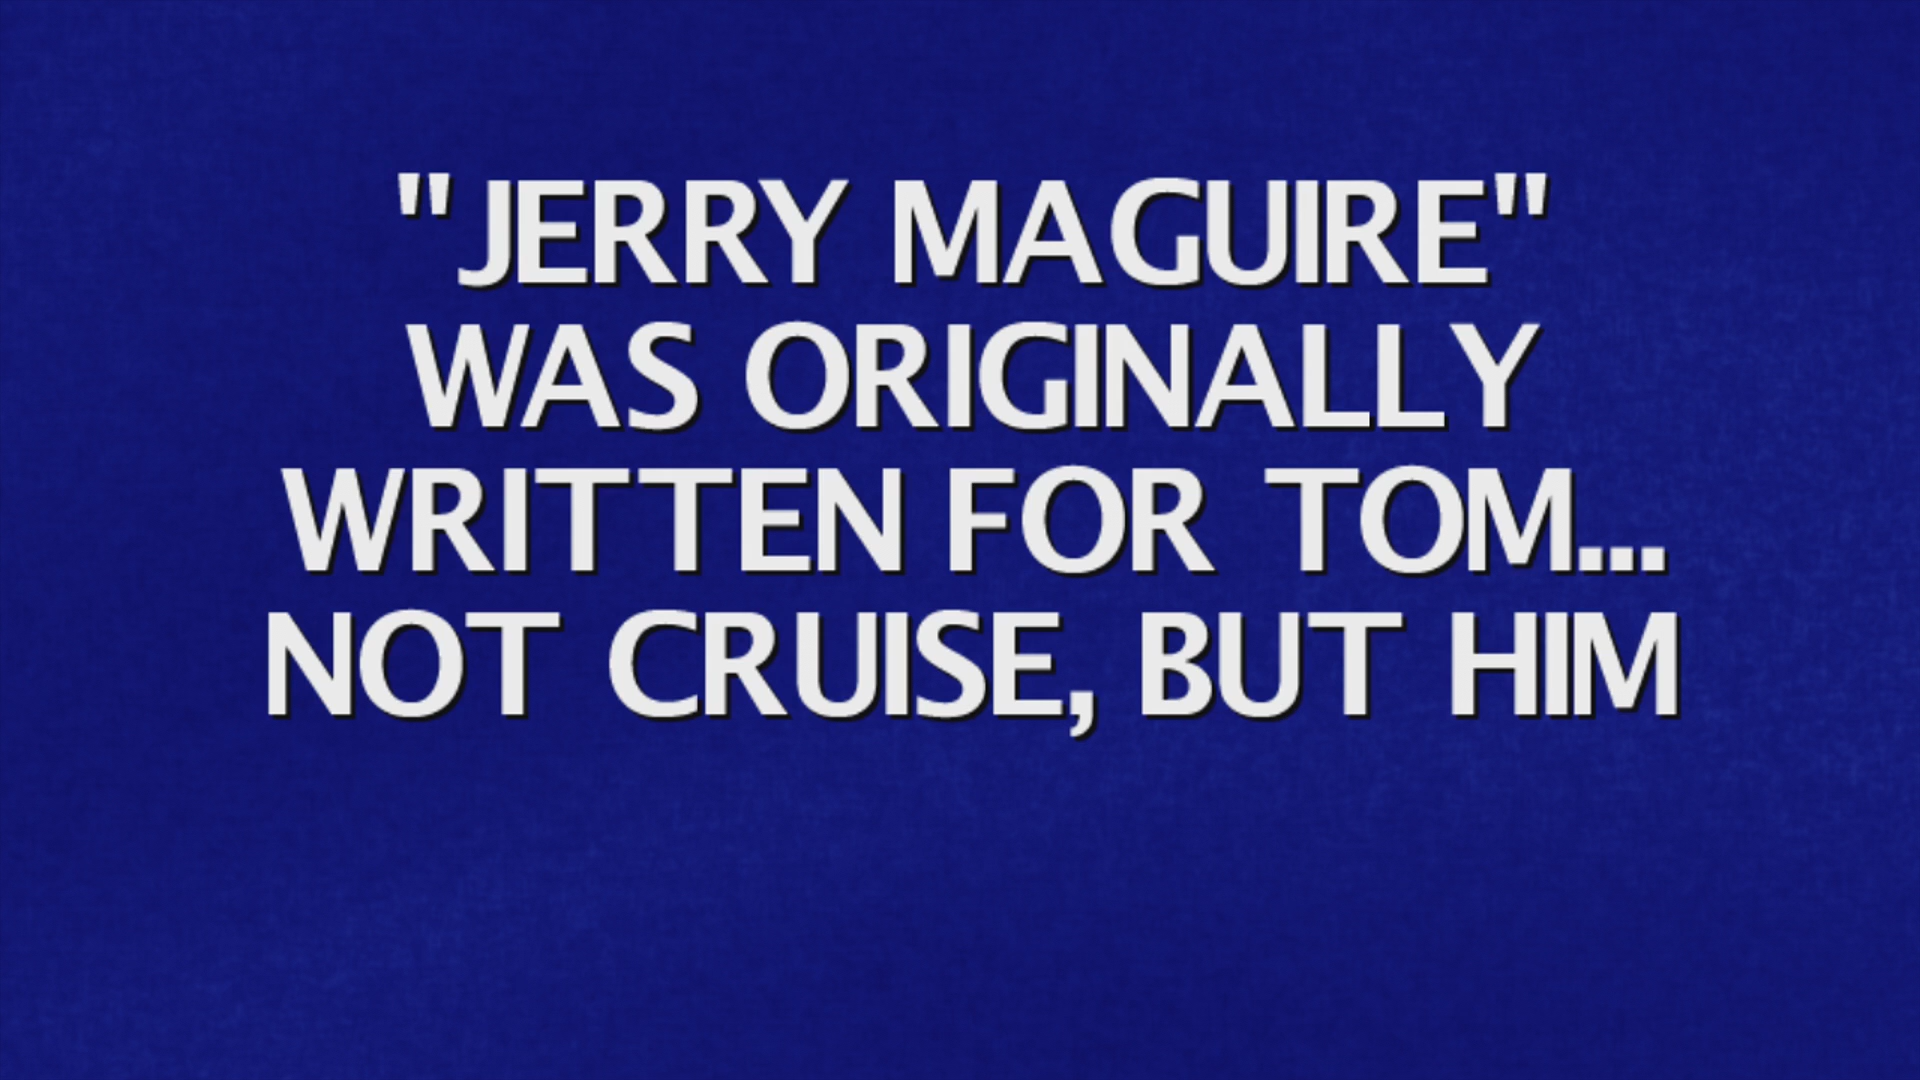 "JERRY MAGUIRE"
WAS ORIGINALLY
WRITTEN FOR TOM...
NOT CRUISE, BUT HIM